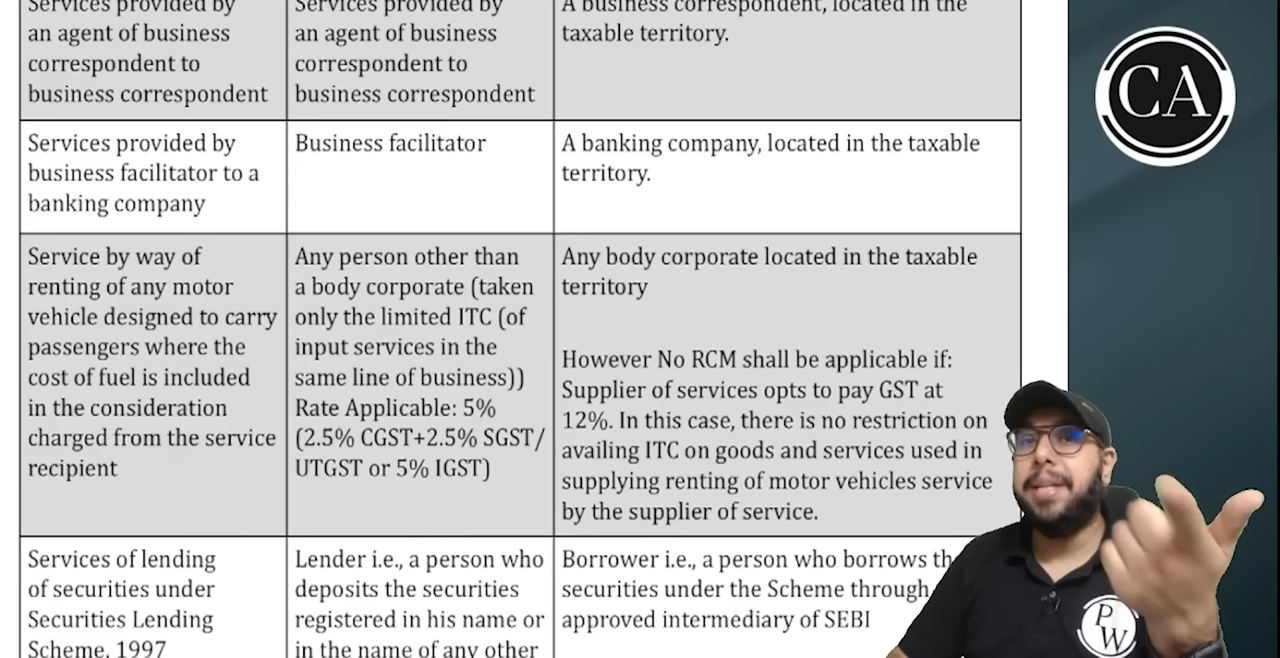 Services provided by
an agent of business
correspondent to
business correspondent
Services provided by
an agent of business
correspondent to
business correspondent
A business correspondent, located in the
taxable territory.
Services provided by
business facilitator to a
banking company
Business facilitator
A banking company, located in the taxable
territory.
Service by way of
renting of any motor
vehicle designed to carry
passengers where the
cost of fuel is included
in the consideration
charged from the service
recipient
Any person other than
a body corporate (taken
only the limited ITC (of
input services in the
same line of business))
Rate Applicable: 5%
(2.5% CGST+2.5% SGST/
UTGST or 5% IGST)
Any body corporate located in the taxable
territory
However No RCM shall be applicable if:
Supplier of services opts to pay GST at
12%. In this case, there is no restriction on
availing ITC on goods and services used in
supplying renting of motor vehicles service
by the supplier of service.
Services of lending
of securities under
Securities Lending
Scheme, 1997
Lender i.e., a person who
deposits the securities
registered in his name or
in the name of any other
Borrower i.e., a person who borrows
securities under the Scheme through
approved intermediary of SEBI
CA
PW